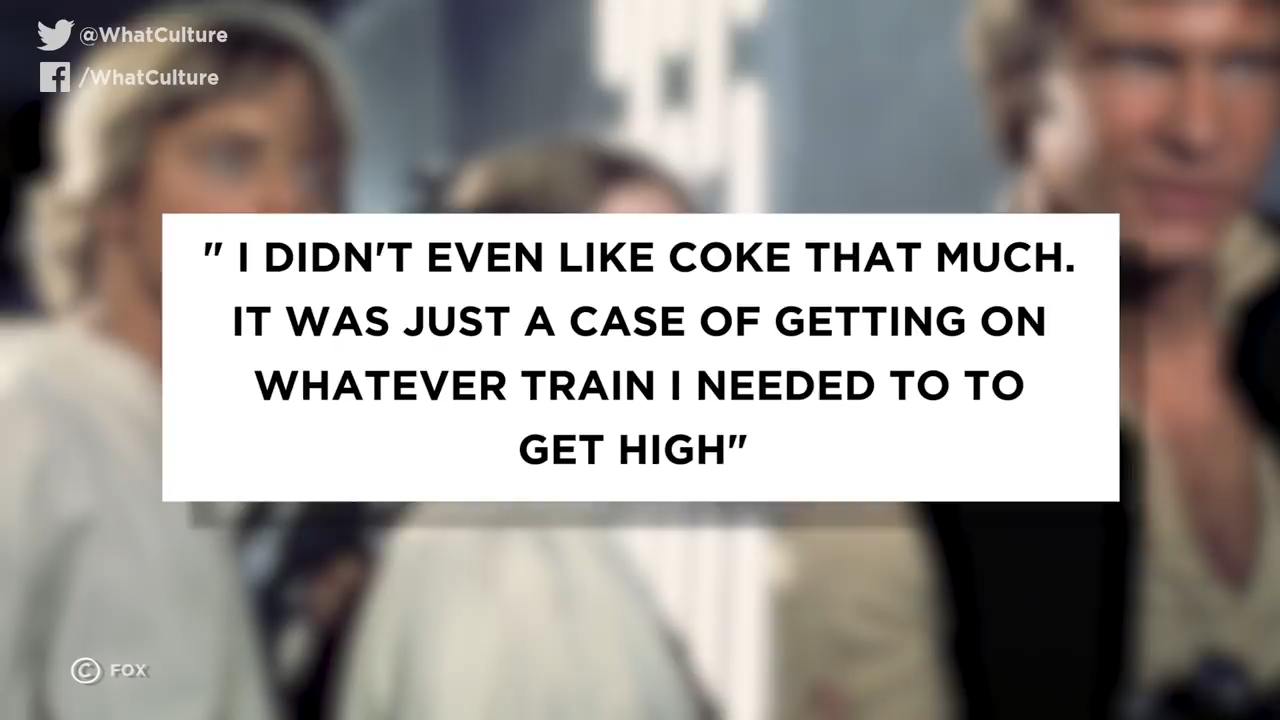 @WhatCulture
/WhatCulture
" I DIDN'T EVEN LIKE COKE THAT MUCH.
IT WAS JUST A CASE OF GETTING ON
WHATEVER TRAIN I NEEDED TO TO
GET HIGH"
© FOX